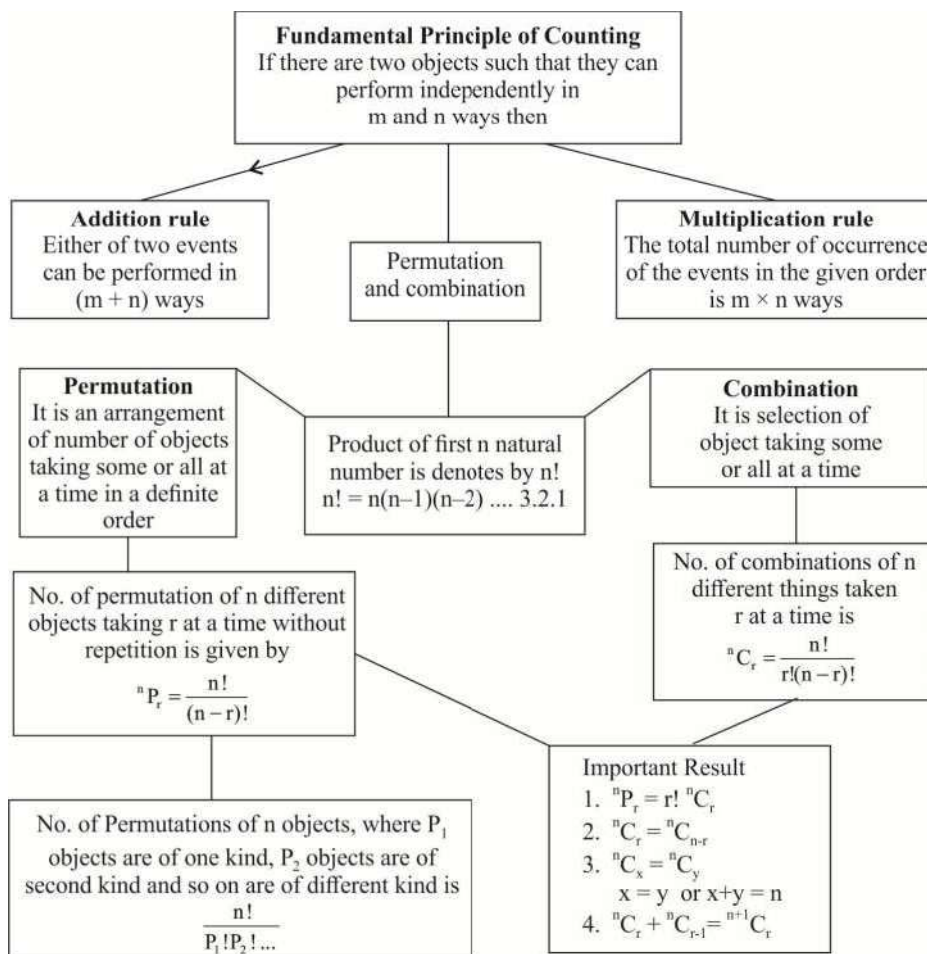 Fundamental Principle of Counting
If there are two objects such that they can
perform independently in
m and n ways then
Addition rule
Either of two events
can be performed in
(m + n) ways
Permutation
and combination
Multiplication rule
The total number of occurrence
of the events in the given order
is m × n ways
Permutation
It is an arrangement
of number of objects
taking some or all at
a time in a definite
order
Product of first n natural
number is denotes by n!
n! = n(n–1)(n–2) .... 3.2.1
Combination
It is selection of
object taking some
or all at a time
No. of permutation of n different
objects taking r at a time without
repetition is given by
ⁿPᵣ = n! / (n – r)!
No. of combinations of n
different things taken
r at a time is
ⁿCᵣ = n! / r!(n – r)!
No. of Permutations of n objects, where P₁
objects are of one kind, P₂ objects are of
second kind and so on are of different kind is
n! / P₁!P₂!...
Important Result
1. ⁿPᵣ = r! ⁿCᵣ
2. ⁿCᵣ = ⁿCₙ₋ᵣ
3. ⁿCₓ = ⁿC_y
x = y or x+y = n
4. ⁿCᵣ + ⁿCᵣ₋₁ = ⁿ⁺¹Cᵣ